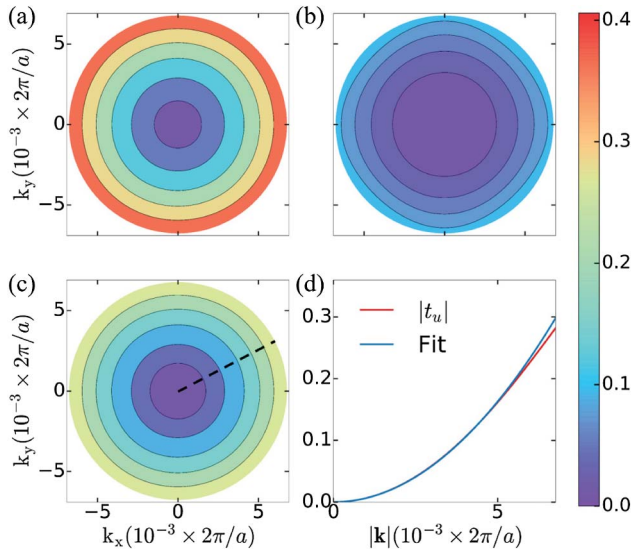 (a)
(b)
k_y(10^{-3} × 2π/a)
5
0
−5
0.4
0.3
0.2
0.1
0.0
(c)
(d)
k_y(10^{-3} × 2π/a)
5
0
−5
−5
0
5
k_x(10^{-3} × 2π/a)
|t_u|
Fit
0.3
0.2
0.1
0.0
0
5
|k|(10^{-3} × 2π/a)